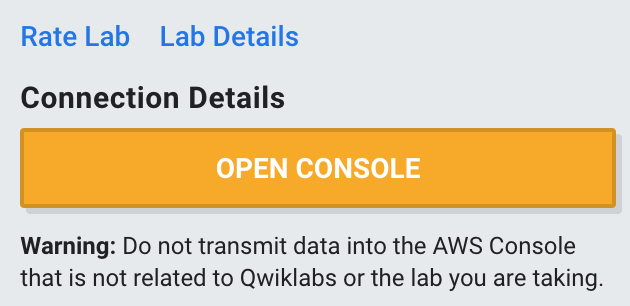 Rate Lab Lab Details
Connection Details
OPEN CONSOLE
Warning: Do not transmit data into the AWS Console
that is not related to Qwiklabs or the lab you are taking.